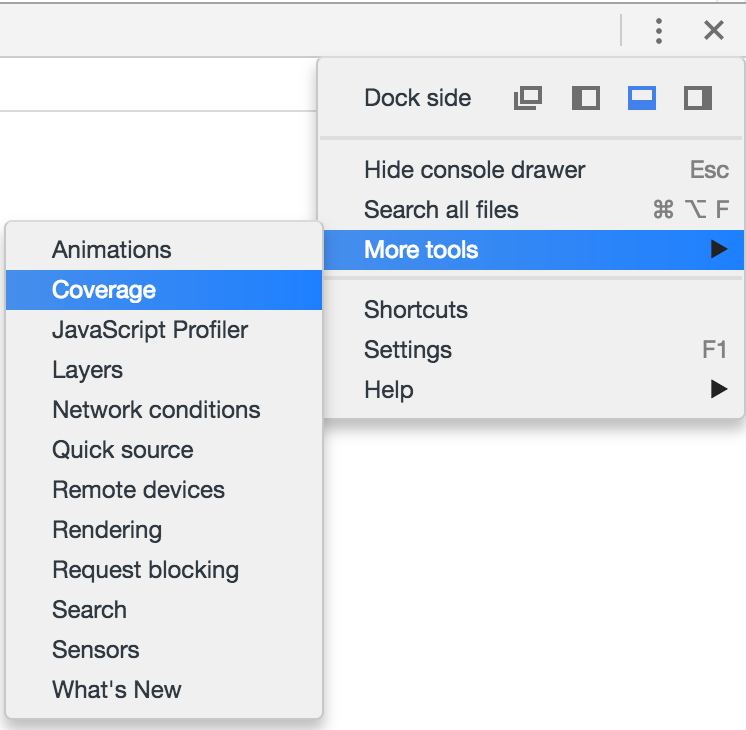 Dock side
Hide console drawer Esc
Search all files ⌘ ⌥ F
More tools ▶
Shortcuts
Settings F1
Help ▶
Animations
Coverage
JavaScript Profiler
Layers
Network conditions
Quick source
Remote devices
Rendering
Request blocking
Search
Sensors
What's New